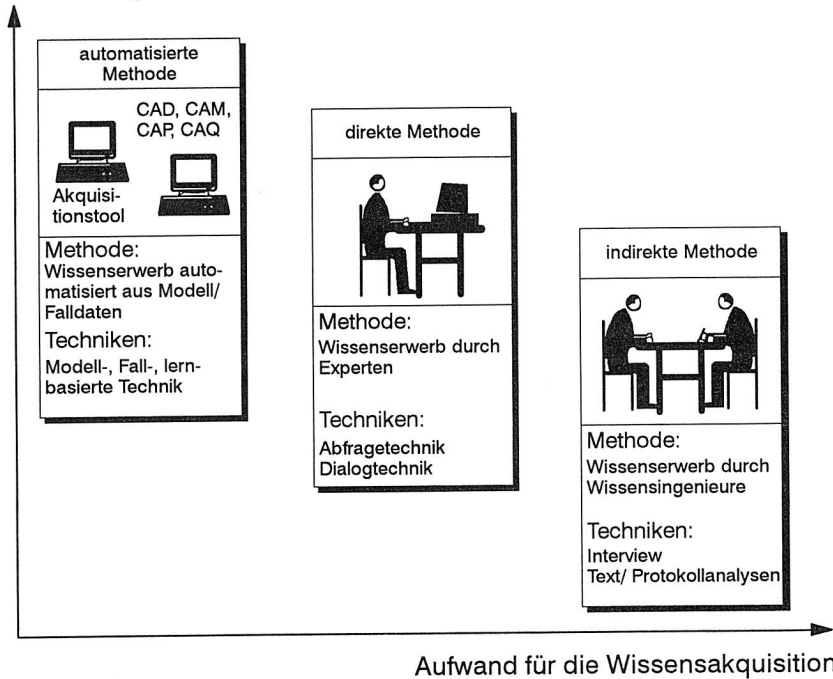 automatisierte
Methode
CAD, CAM,
CAP, CAQ
Akquisi-
tionstool
Methode:
Wissenserwerb auto-
matisiert aus Modell/
Falldaten
Techniken:
Modell-, Fall-, lern-
basierte Technik
direkte Methode
Methode:
Wissenserwerb durch
Experten
Techniken:
Abfragetechnik
Dialogtechnik
indirekte Methode
Methode:
Wissenserwerb durch
Wissensingenieure
Techniken:
Interview
Text/ Protokollanalysen
Aufwand für die Wissensakquisition